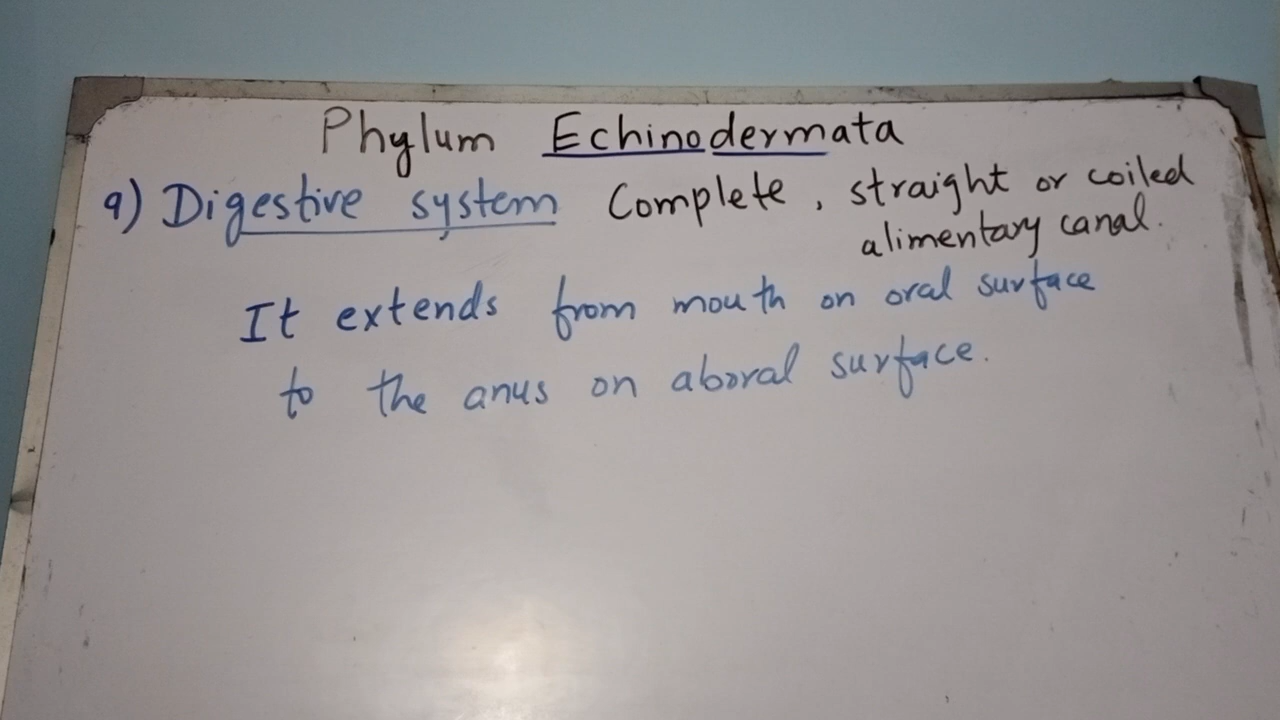 Phylum Echinodermata
9) Digestive system Complete, straight or coiled
alimentary canal.
It extends from mouth on oral surface
to the anus on aboral surface.